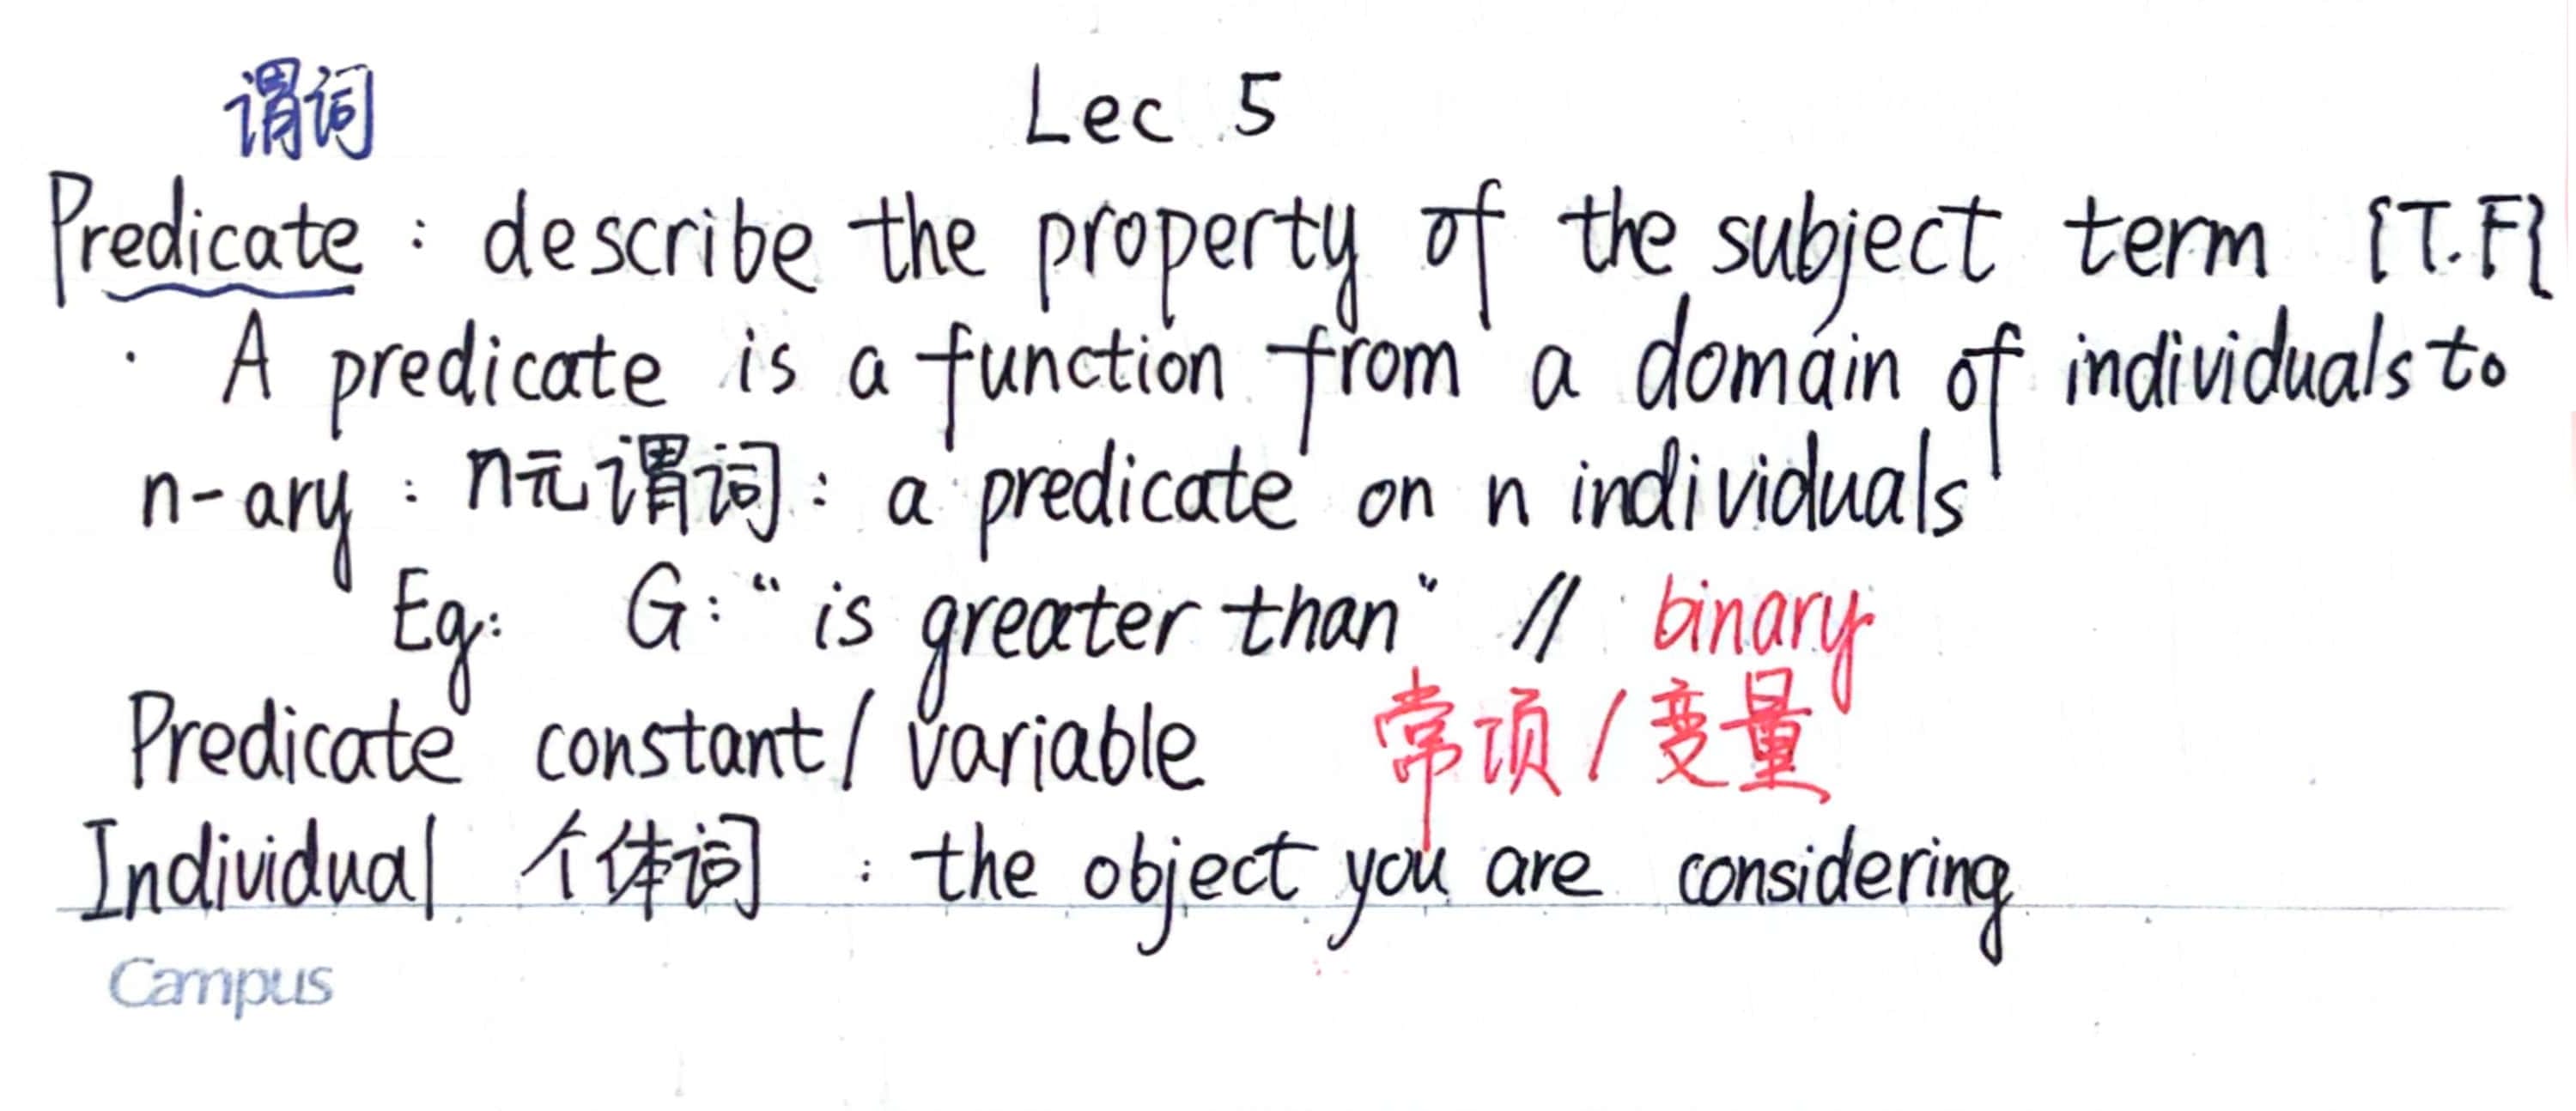 谓词 Lec 5
Predicate : describe the property of the subject term {T.F}
· A predicate is a function from a domain of individuals to
n-ary : n元谓词 : a predicate on n individuals
Eg: G: " is greater than " // binary
Predicate constant / variable 常项 / 变量
Individual 个体词 : the object you are considering
Campus